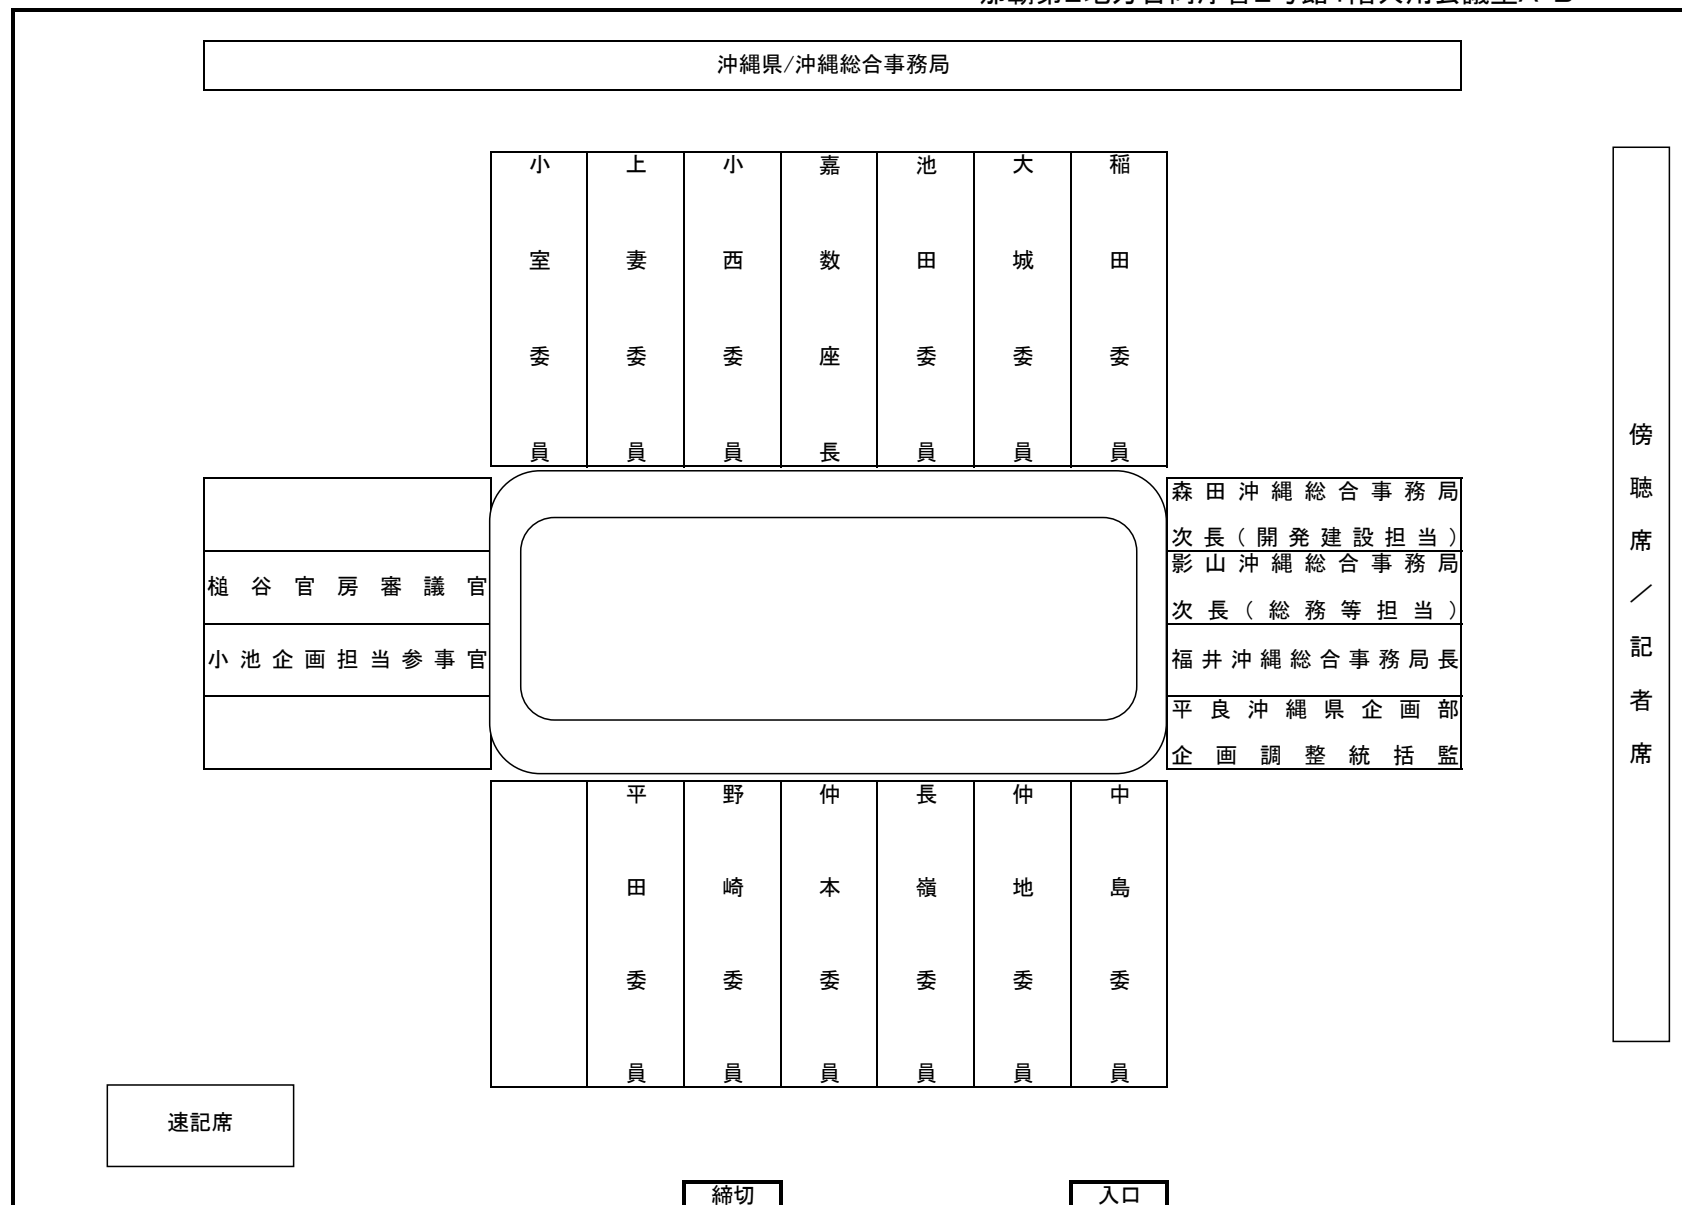 沖縄県/沖縄総合事務局
小室委員
上妻委員
小西委員
嘉数座長
池田委員
大城委員
稲田委員
槌谷官房審議官
小池企画担当参事官
森田沖縄総合事務局
次長(開発建設担当)
影山沖縄総合事務局
次長(総務等担当)
福井沖縄総合事務局長
平良沖縄県企画部
企画調整統括監
傍聴席／記者席
平田委員
野崎委員
仲本委員
長嶺委員
仲地委員
中島委員
速記席
締切
入口